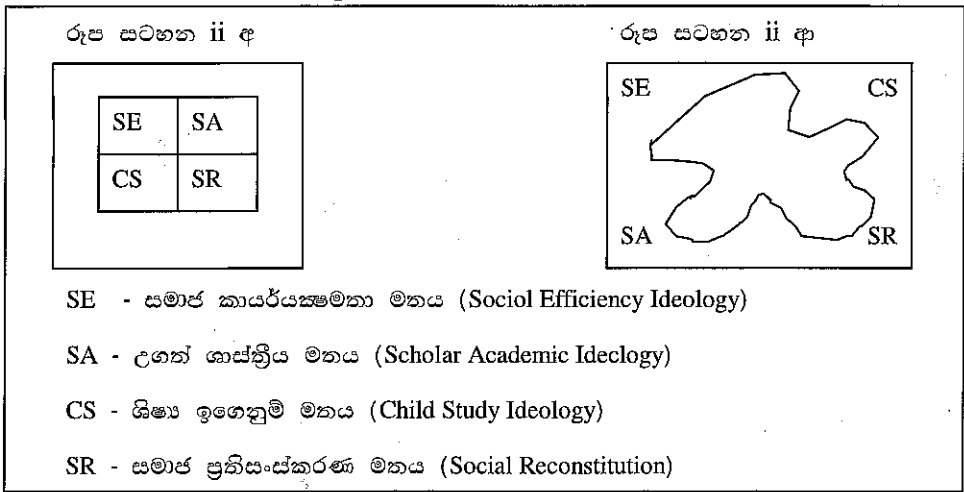 රූප සටහන ii අ
රූප සටහන ii ආ
SE SA
CS SR
SE CS
SA SR
SE - සමාජ කාර්යර්යක්‍ෂමතා මතය (Sociol Efficiency Ideology)
SA - උගත් ශාස්ත්‍රීය මතය (Scholar Academic Ideclogy)
CS - ශිෂ්‍ය ඉගෙනුම් මතය (Child Study Ideology)
SR - සමාජ ප්‍රතිසංස්කරණ මතය (Social Reconstitution)